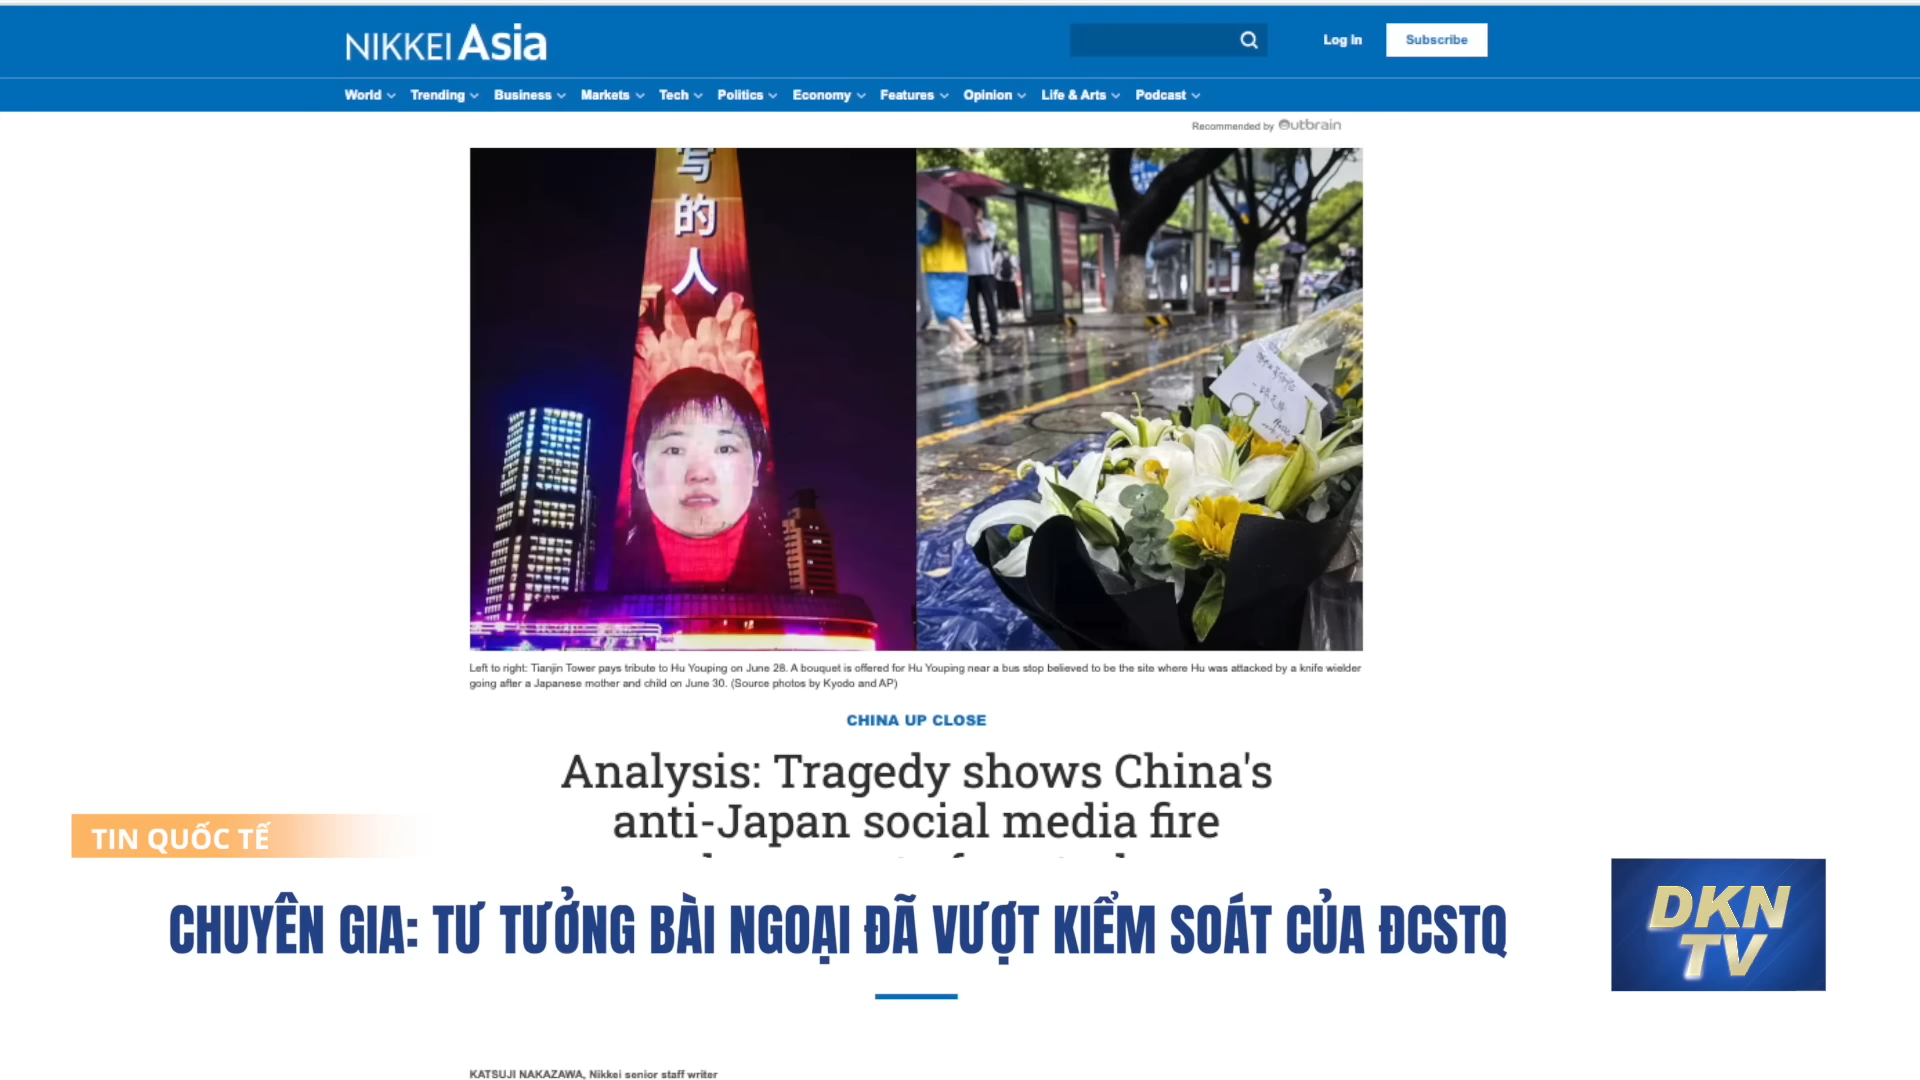 NIKKEI Asia
Log In
Subscribe
World Trending Business Markets Tech Politics Economy Features Opinion Life & Arts Podcast
Recommended by Outbrain
写的人
Left to right: Tianjin Tower pays tribute to Hu Youping on June 28. A bouquet is offered for Hu Youping near a bus stop believed to be the site where Hu was attacked by a knife wielder
going after a Japanese mother and child on June 30. (Source photos by Kyodo and AP)
CHINA UP CLOSE
Analysis: Tragedy shows China's
anti-Japan social media fire
TIN QUỐC TẾ
CHUYÊN GIA: TƯ TƯỞNG BÀI NGOẠI ĐÃ VƯỢT KIỂM SOÁT CỦA ĐCSTQ
DKN
TV
KATSUJI NAKAZAWA, Nikkei senior staff writer